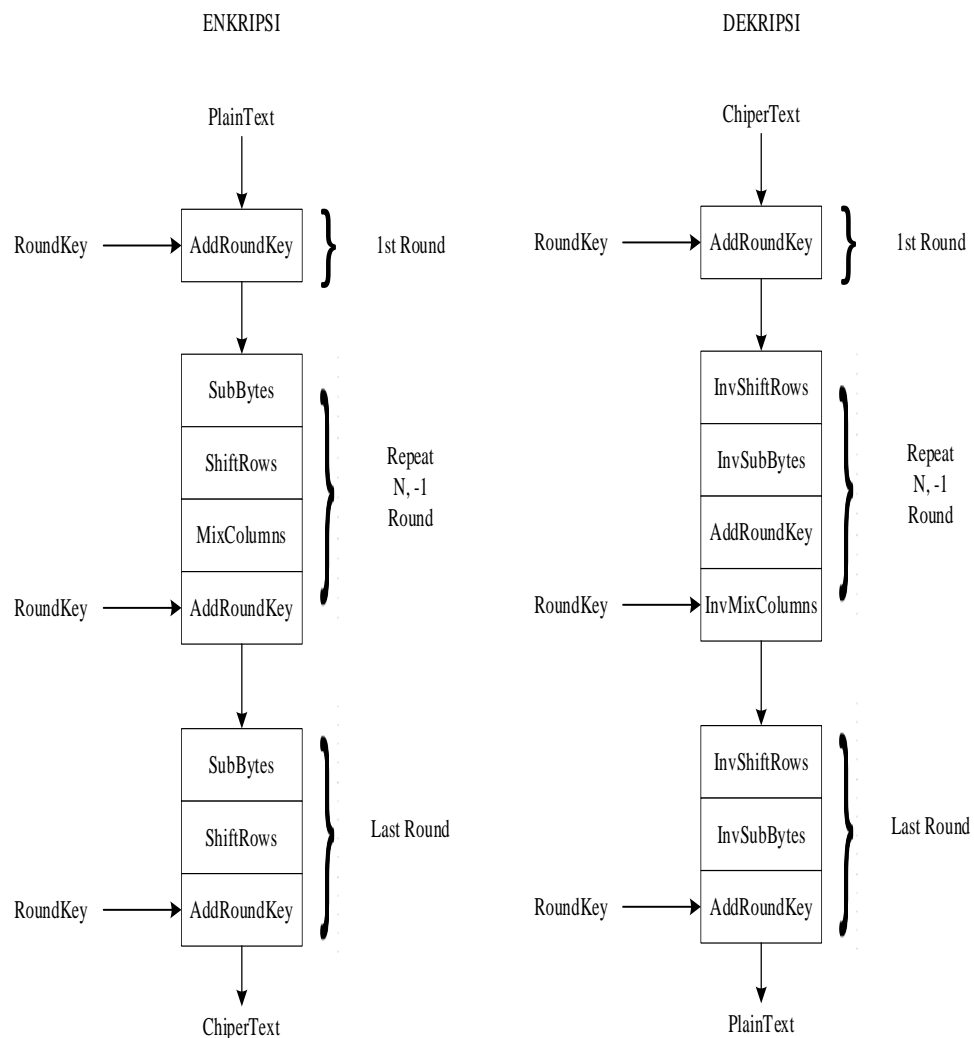 ENKRIPSI
PlainText
RoundKey
AddRoundKey
1st Round
SubBytes
ShiftRows
MixColumns
RoundKey
AddRoundKey
Repeat
N, -1
Round
SubBytes
ShiftRows
RoundKey
AddRoundKey
Last Round
ChiperText
DEKRIPSI
ChiperText
RoundKey
AddRoundKey
1st Round
InvShiftRows
InvSubBytes
AddRoundKey
RoundKey
InvMixColumns
Repeat
N, -1
Round
InvShiftRows
InvSubBytes
RoundKey
AddRoundKey
Last Round
PlainText